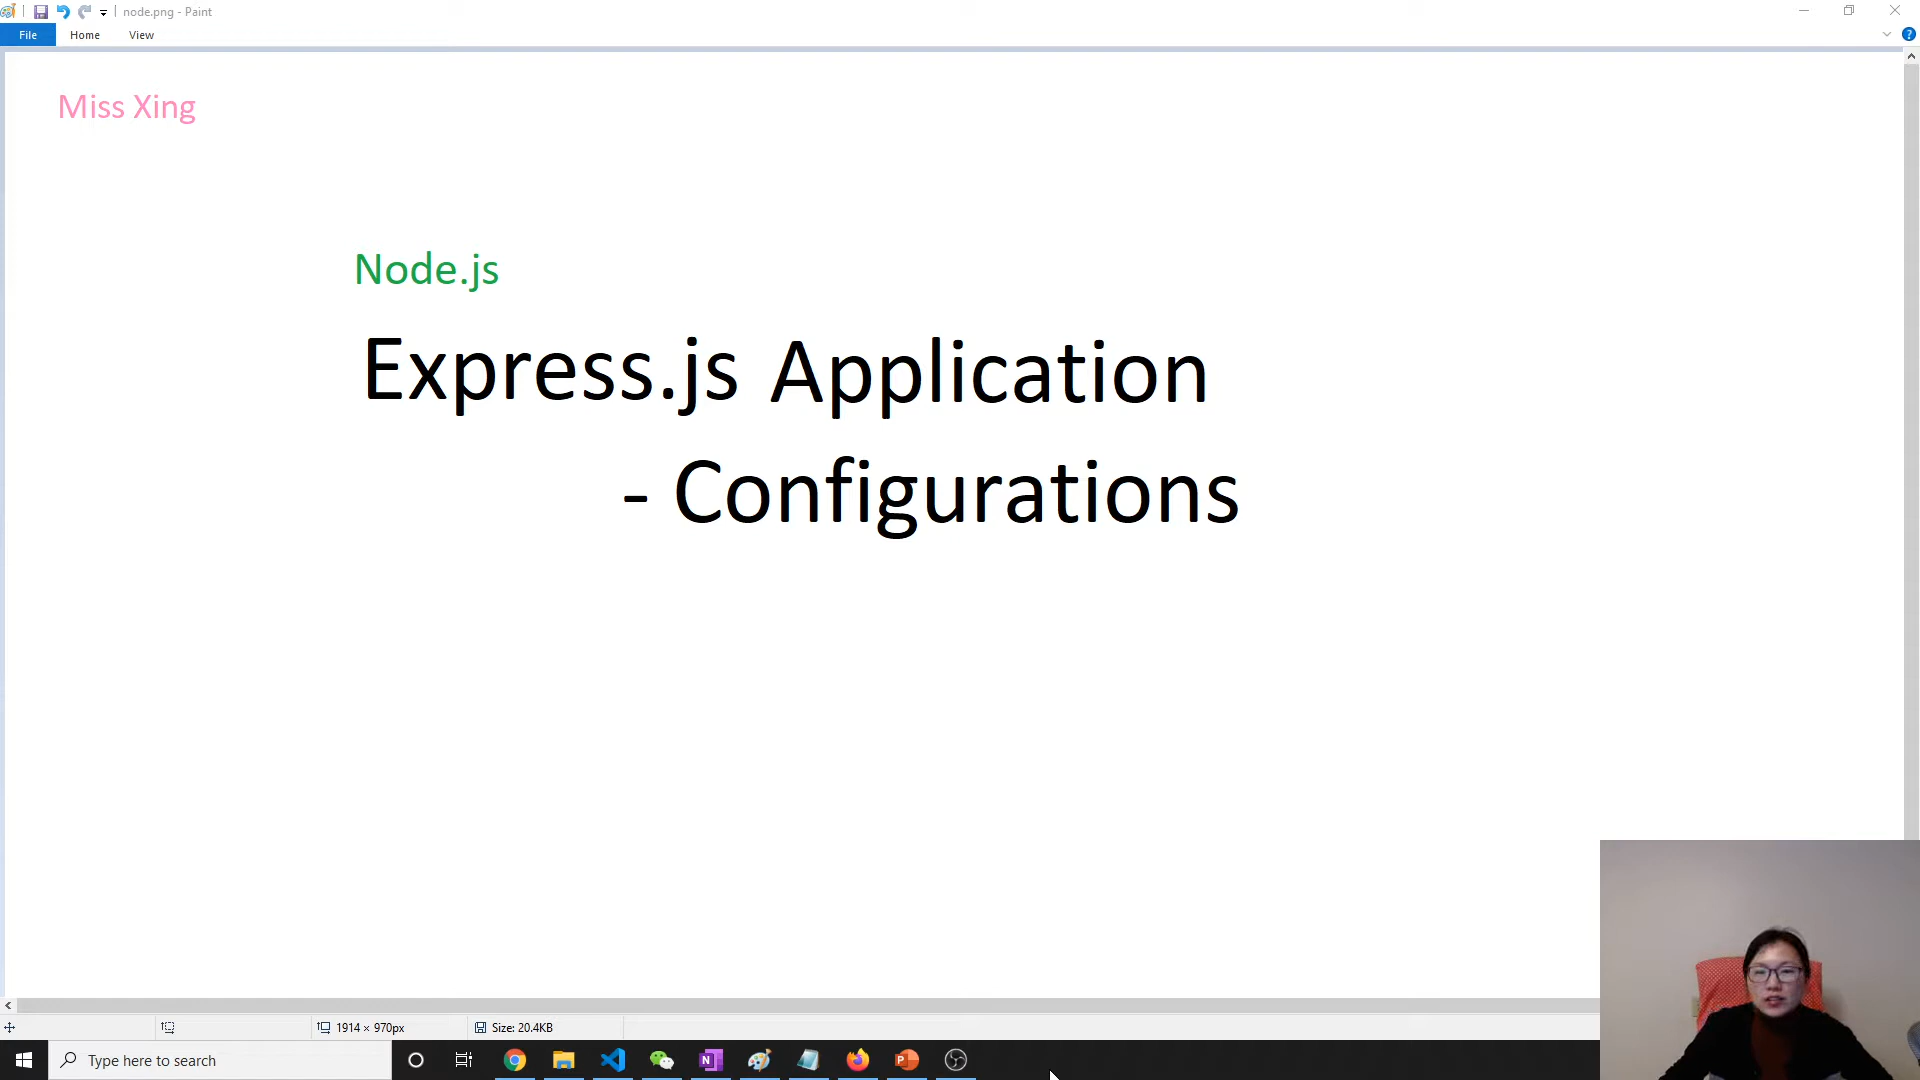 node.png - Paint
File Home View
Miss Xing
Node.js
Express.js Application
- Configurations
1914 × 970px Size: 20.4KB
Type here to search